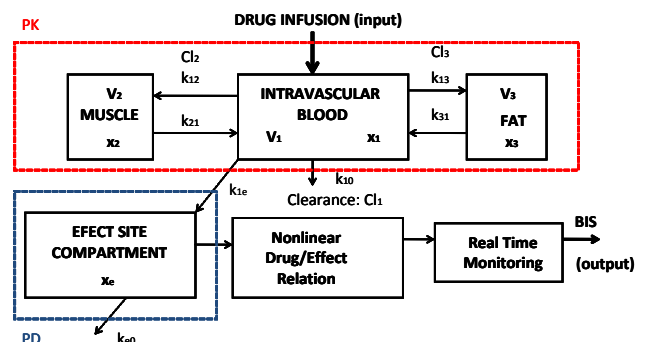 PK
DRUG INFUSION (input)
Cl2
Cl3
k12
k13
V2
MUSCLE
x2
INTRAVASCULAR
BLOOD
V1
x1
V3
FAT
x3
k21
k31
k1e
k10
Clearance: Cl1
EFECT SITE
COMPARTMENT
xe
Nonlinear
Drug/Effect
Relation
Real Time
Monitoring
BIS
(output)
PD
ke0